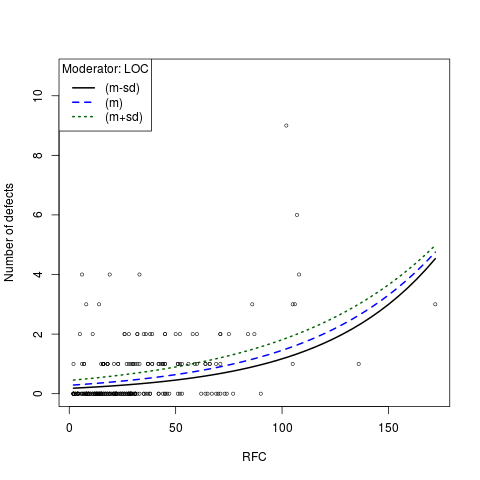 Moderator: LOC
(m-sd)
(m)
(m+sd)
Number of defects
0
2
4
6
8
10
0 50 100 150
RFC